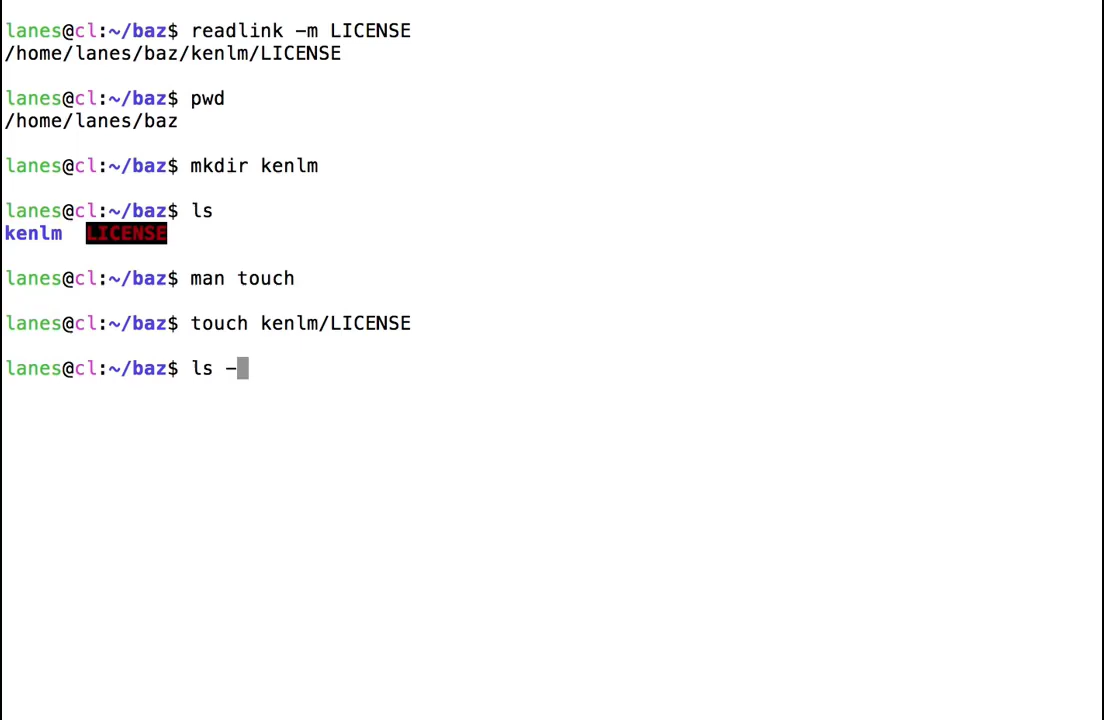 lanes@cl:~/baz$ readlink -m LICENSE
/home/lanes/baz/kenlm/LICENSE
lanes@cl:~/baz$ pwd
/home/lanes/baz
lanes@cl:~/baz$ mkdir kenlm
lanes@cl:~/baz$ ls
kenlm  LICENSE
lanes@cl:~/baz$ man touch
lanes@cl:~/baz$ touch kenlm/LICENSE
lanes@cl:~/baz$ ls -